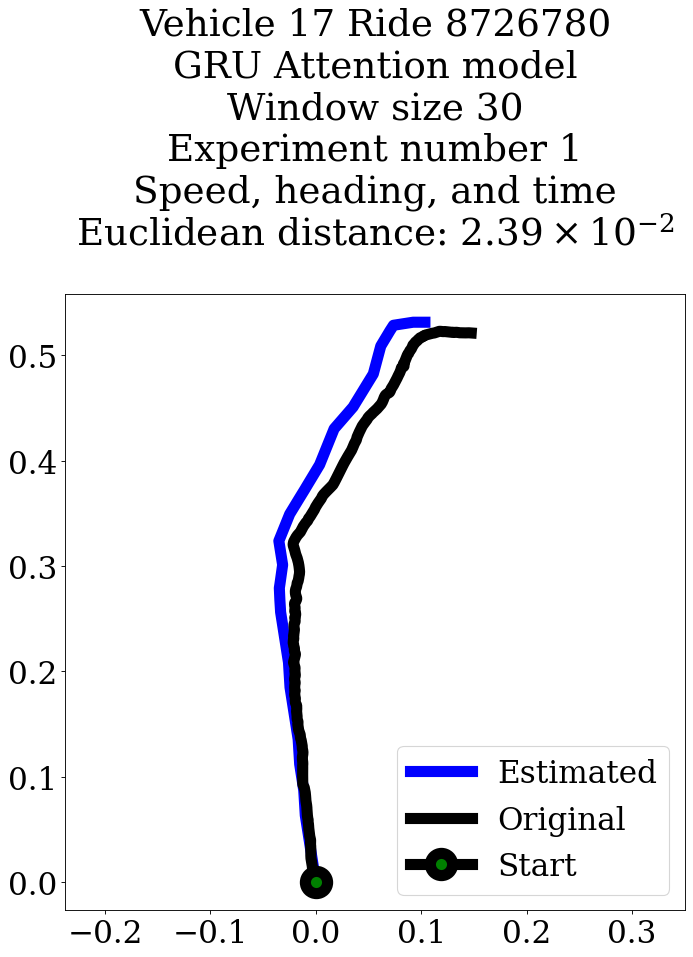 Vehicle 17 Ride 8726780
GRU Attention model
Window size 30
Experiment number 1
Speed, heading, and time
Euclidean distance: 2.39 × 10⁻²
0.5
0.4
0.3
0.2
0.1
0.0
Estimated
Original
Start
−0.2 −0.1 0.0 0.1 0.2 0.3